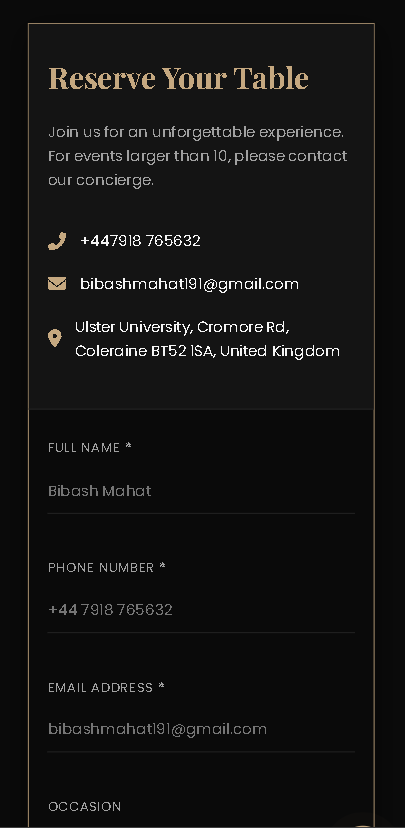 Reserve Your Table
Join us for an unforgettable experience.
For events larger than 10, please contact
our concierge.
+447918 765632
bibashmahat191@gmail.com
Ulster University, Cromore Rd,
Coleraine BT52 1SA, United Kingdom
FULL NAME *
Bibash Mahat
PHONE NUMBER *
+44 7918 765632
EMAIL ADDRESS *
bibashmahat191@gmail.com
OCCASION